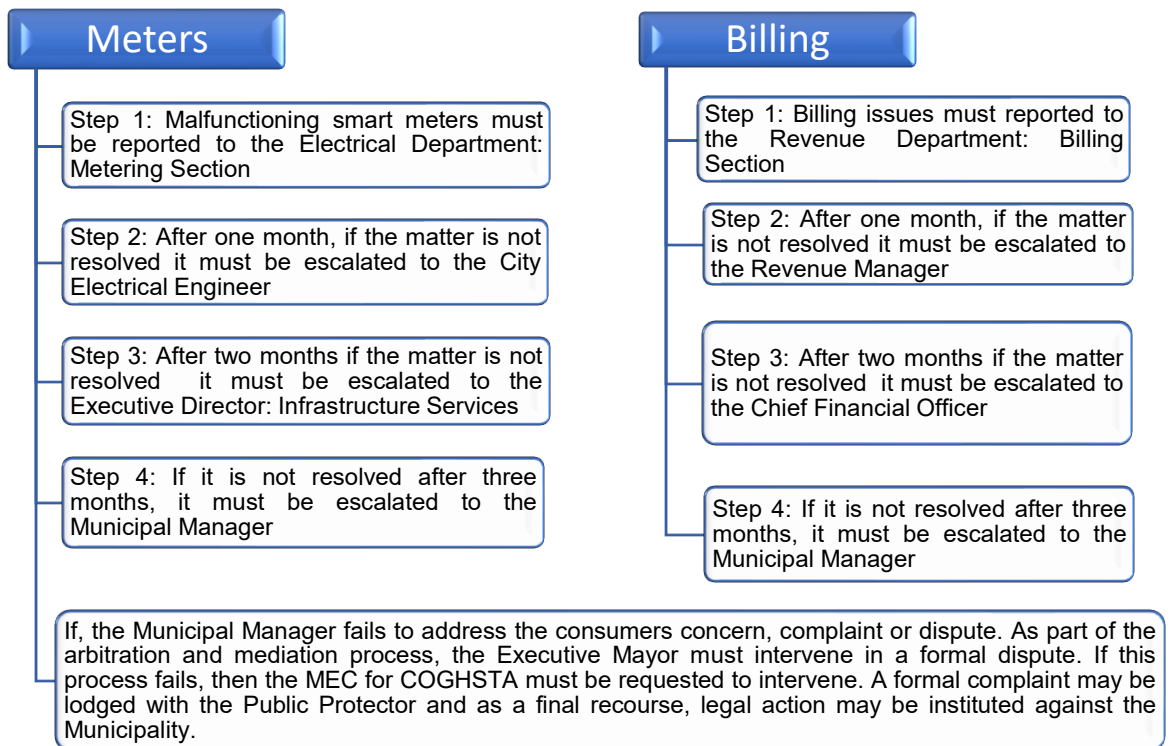 Meters
Step 1: Malfunctioning smart meters must
be reported to the Electrical Department:
Metering Section
Step 2: After one month, if the matter is not
resolved it must be escalated to the City
Electrical Engineer
Step 3: After two months if the matter is not
resolved it must be escalated to the
Executive Director: Infrastructure Services
Step 4: If it is not resolved after three
months, it must be escalated to the
Municipal Manager
Billing
Step 1: Billing issues must reported to
the Revenue Department: Billing
Section
Step 2: After one month, if the matter
is not resolved it must be escalated to
the Revenue Manager
Step 3: After two months if the matter
is not resolved it must be escalated to
the Chief Financial Officer
Step 4: If it is not resolved after three
months, it must be escalated to the
Municipal Manager
If, the Municipal Manager fails to address the consumers concern, complaint or dispute. As part of the
arbitration and mediation process, the Executive Mayor must intervene in a formal dispute. If this
process fails, then the MEC for COGHSTA must be requested to intervene. A formal complaint may be
lodged with the Public Protector and as a final recourse, legal action may be instituted against the
Municipality.